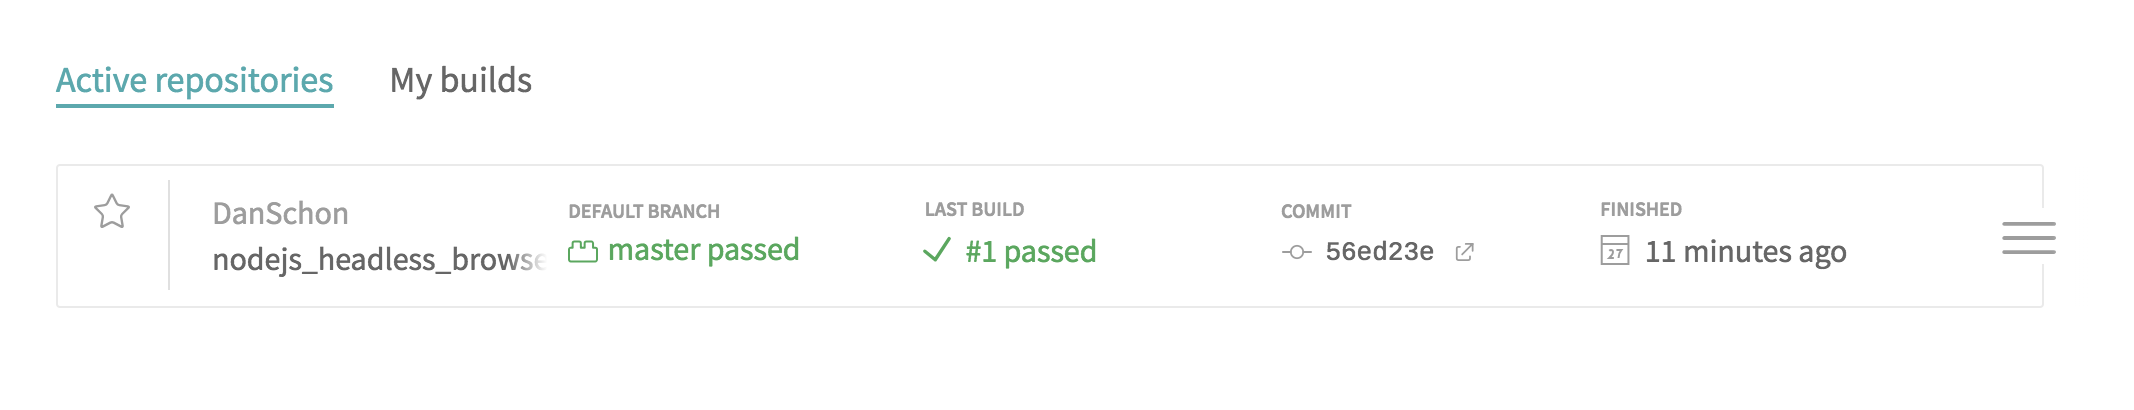 Active repositories My builds
DanSchon
nodejs_headless_browse
DEFAULT BRANCH
master passed
LAST BUILD
#1 passed
COMMIT
56ed23e
FINISHED
27
11 minutes ago